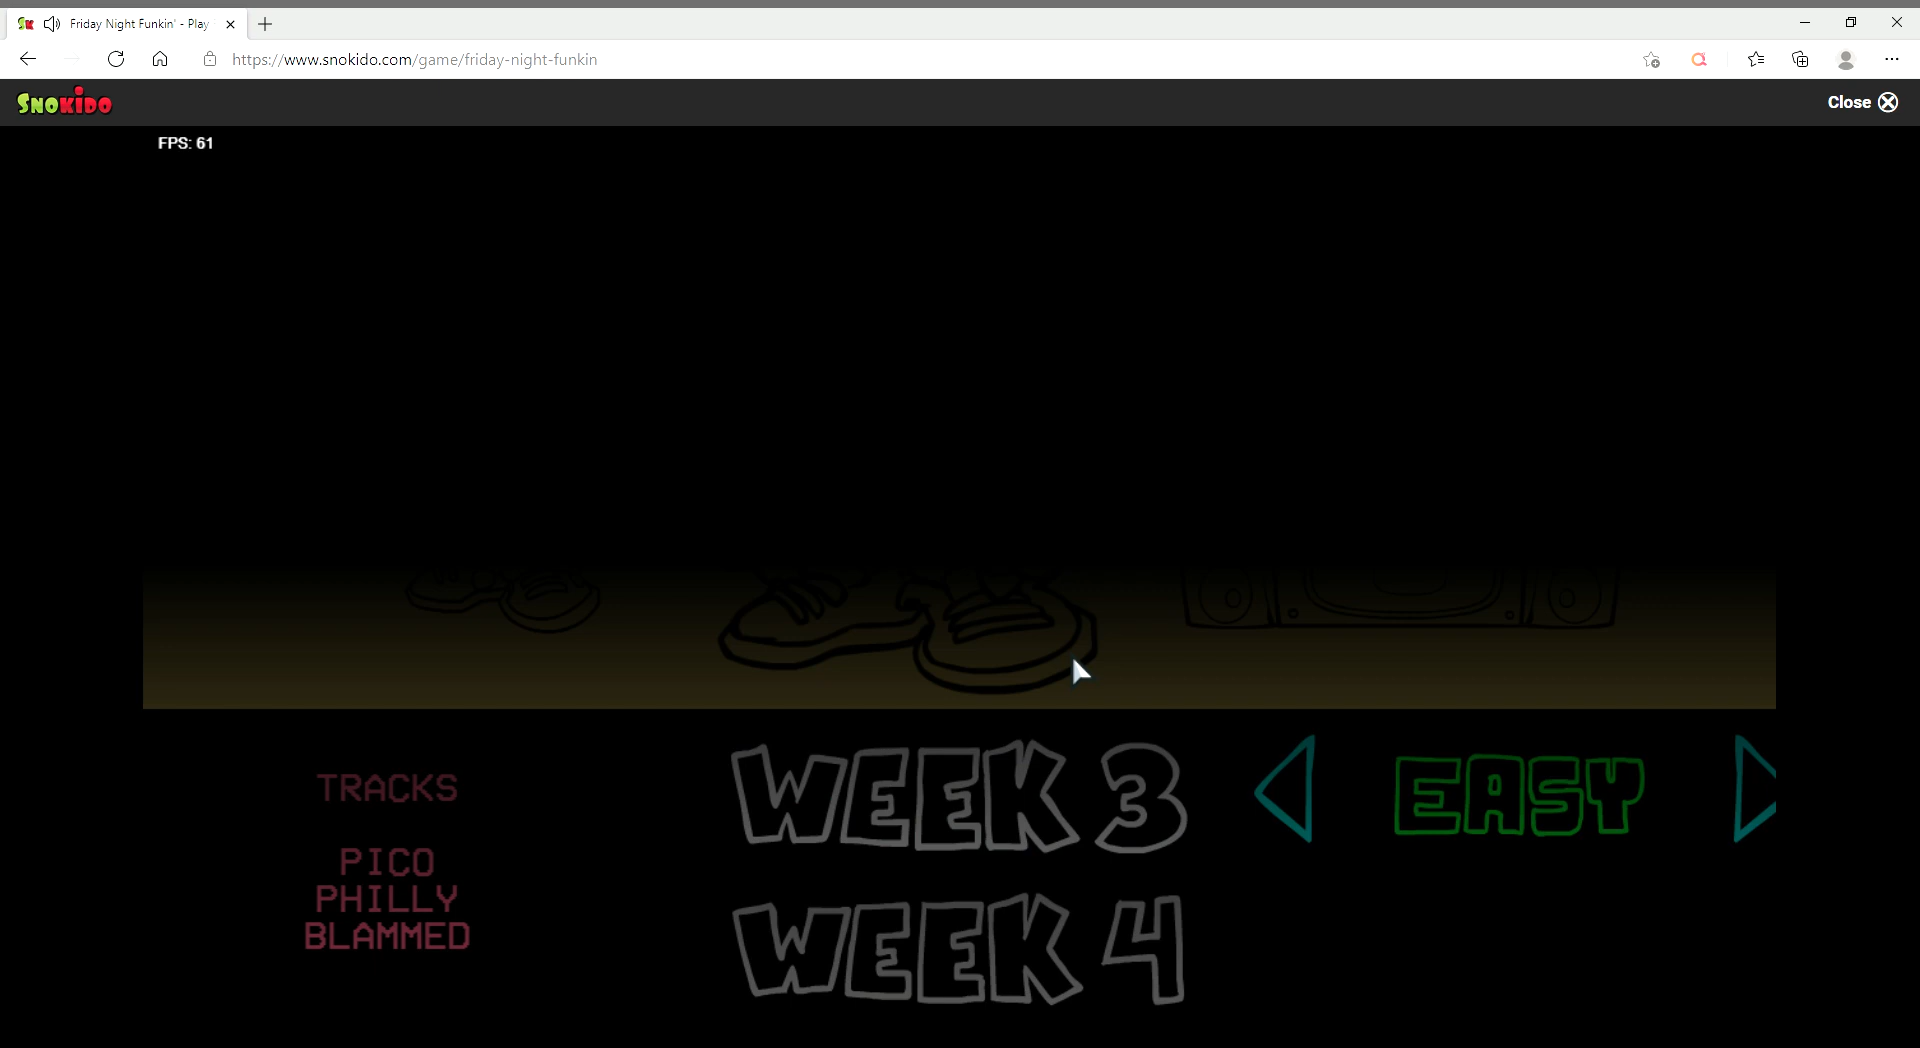 Friday Night Funkin' - Play
https://www.snokido.com/game/friday-night-funkin
SNOKIDO
Close
FPS: 61
WEEK 3
EASY
TRACKS
PICO
PHILLY
BLAMMED
WEEK 4